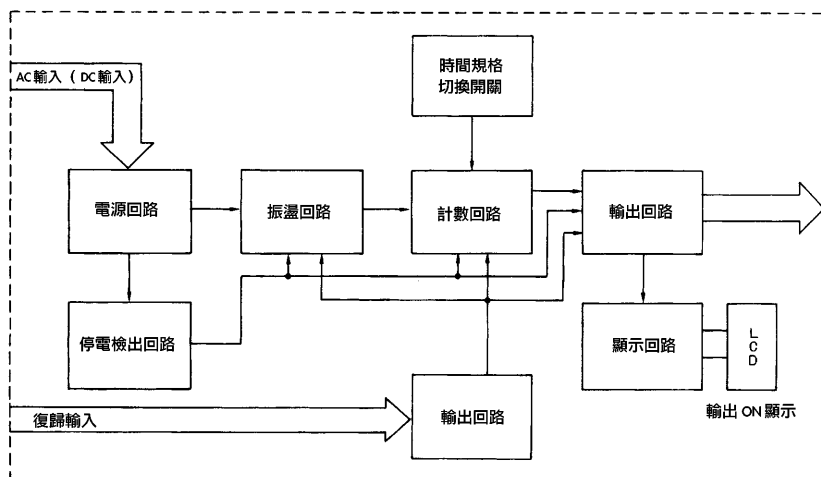 AC輸入（DC輸入）
時間規格
切換開關
電源回路
振盪回路
計數回路
輸出回路
停電檢出回路
顯示回路
L
C
D
復歸輸入
輸出回路
輸出ON顯示